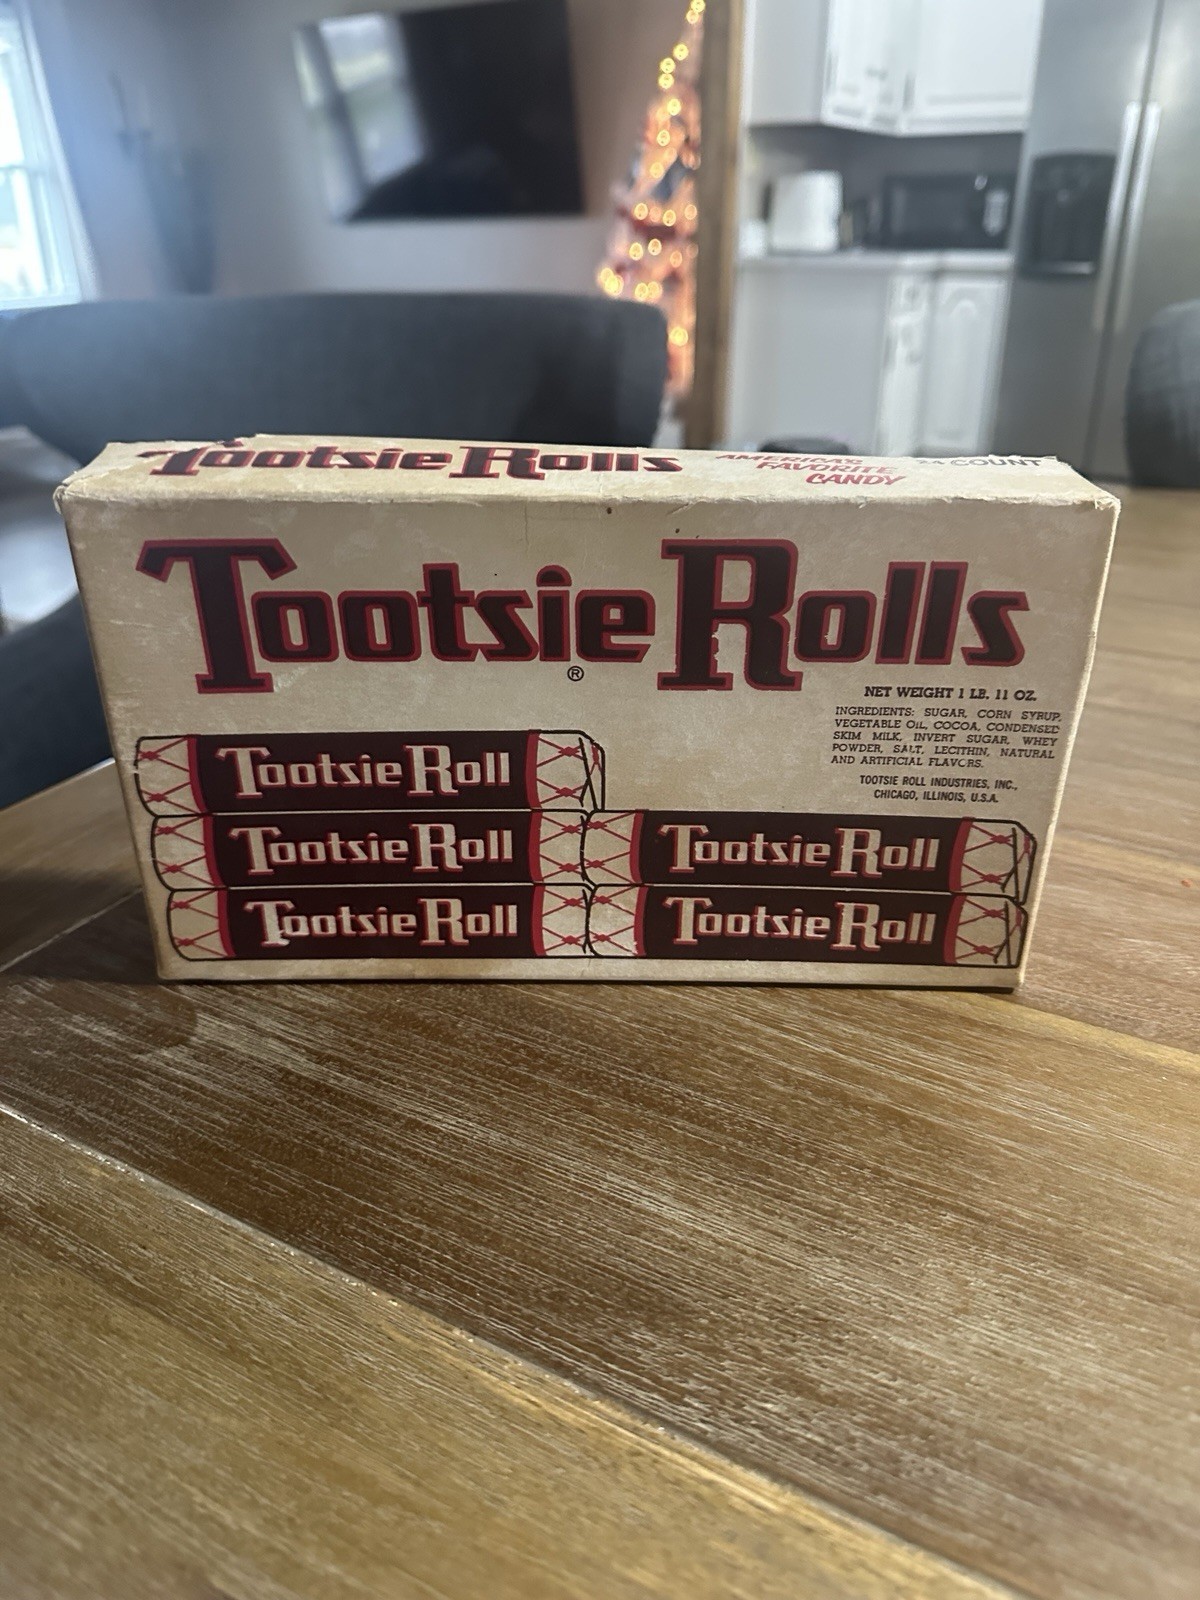 Tootsie Rolls
AMERICA'S
FAVORITE
CANDY
24 COUNT
Tootsie Rolls
®
NET WEIGHT 1 LB. 11 OZ.
INGREDIENTS: SUGAR, CORN SYRUP,
VEGETABLE OIL, COCOA, CONDENSED
SKIM MILK, INVERT SUGAR, WHEY
POWDER, SALT, LECITHIN, NATURAL
AND ARTIFICIAL FLAVORS.
TOOTSIE ROLL INDUSTRIES, INC.,
CHICAGO, ILLINOIS, U.S.A.
Tootsie Roll
Tootsie Roll
Tootsie Roll
Tootsie Roll
Tootsie Roll